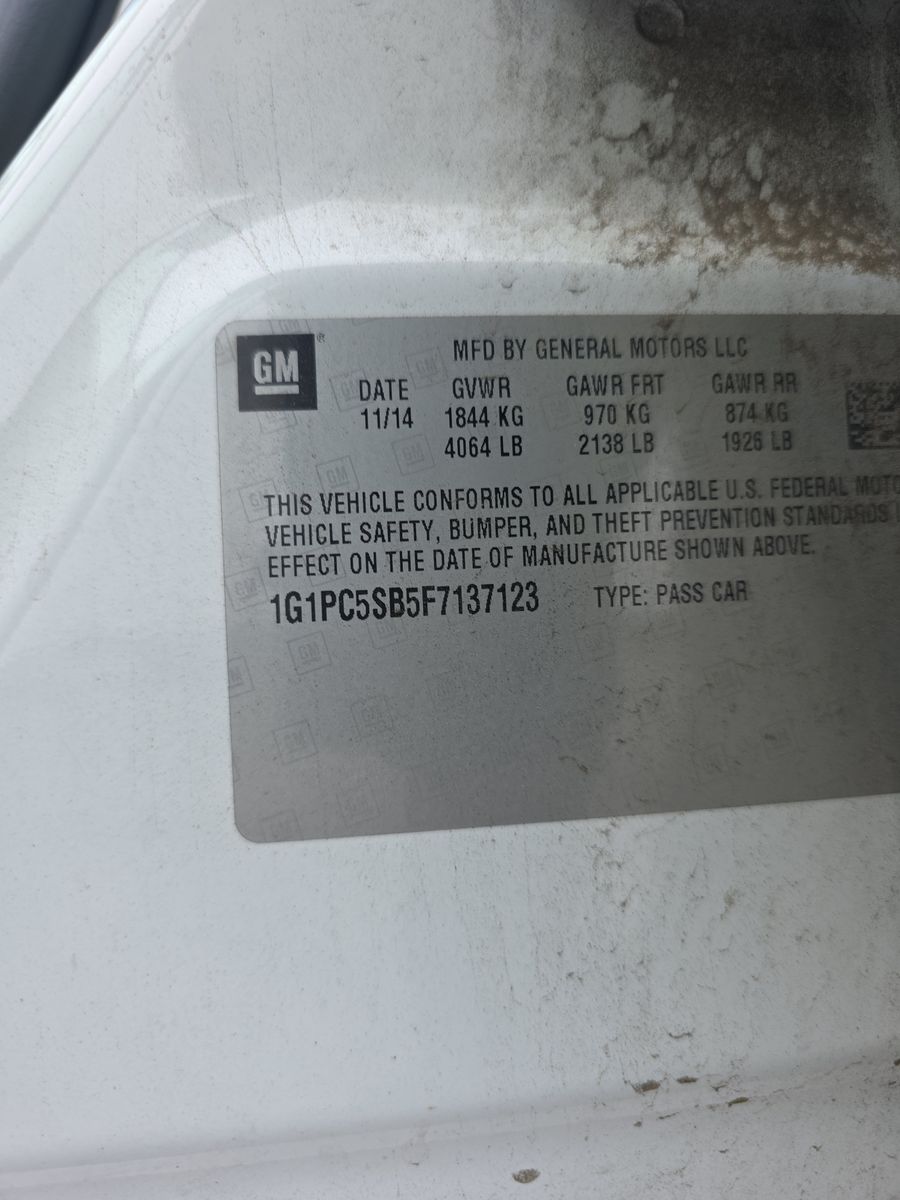 GM ® MFD BY GENERAL MOTORS LLC
DATE GVWR GAWR FRT GAWR RR
11/14 1844 KG 970 KG 874 KG
4064 LB 2138 LB 1926 LB
THIS VEHICLE CONFORMS TO ALL APPLICABLE U.S. FEDERAL MOTO
VEHICLE SAFETY, BUMPER, AND THEFT PREVENTION STANDARDS
EFFECT ON THE DATE OF MANUFACTURE SHOWN ABOVE.
1G1PC5SB5F7137123 TYPE: PASS CAR